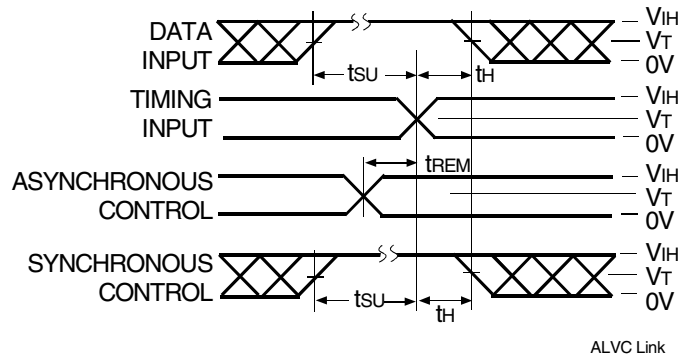 DATA
INPUT
tSU
tH
VIH
VT
0V
TIMING
INPUT
VIH
VT
0V
tREM
ASYNCHRONOUS
CONTROL
VIH
VT
0V
SYNCHRONOUS
CONTROL
tSU
tH
VIH
VT
0V
ALVC Link